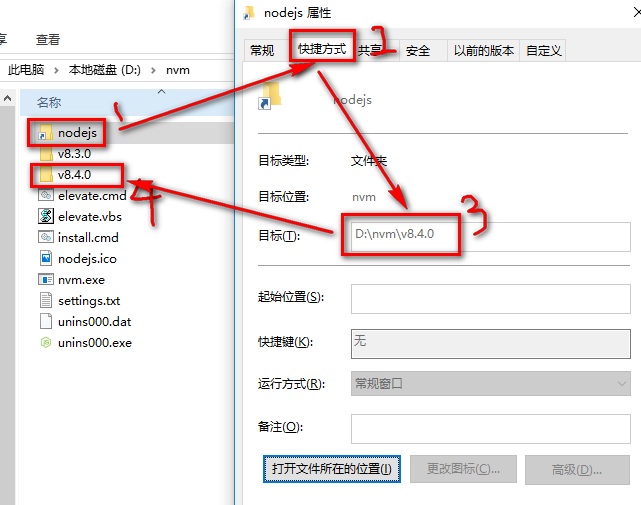 nodejs 属性
享
查看
此电脑
本地磁盘 (D:)
nvm
名称
nodejs
v8.3.0
v8.4.0
elevate.cmd
elevate.vbs
install.cmd
nodejs.ico
nvm.exe
settings.txt
unins000.dat
unins000.exe
1
2
3
4
常规
快捷方式
共享
安全
以前的版本
自定义
nodejs
目标类型:
文件夹
目标位置:
nvm
目标(T):
D:\nvm\v8.4.0
起始位置(S):
快捷键(K):
无
运行方式(R):
常规窗口
备注(O):
打开文件所在的位置(I)
更改图标(C)...
高级(D)...